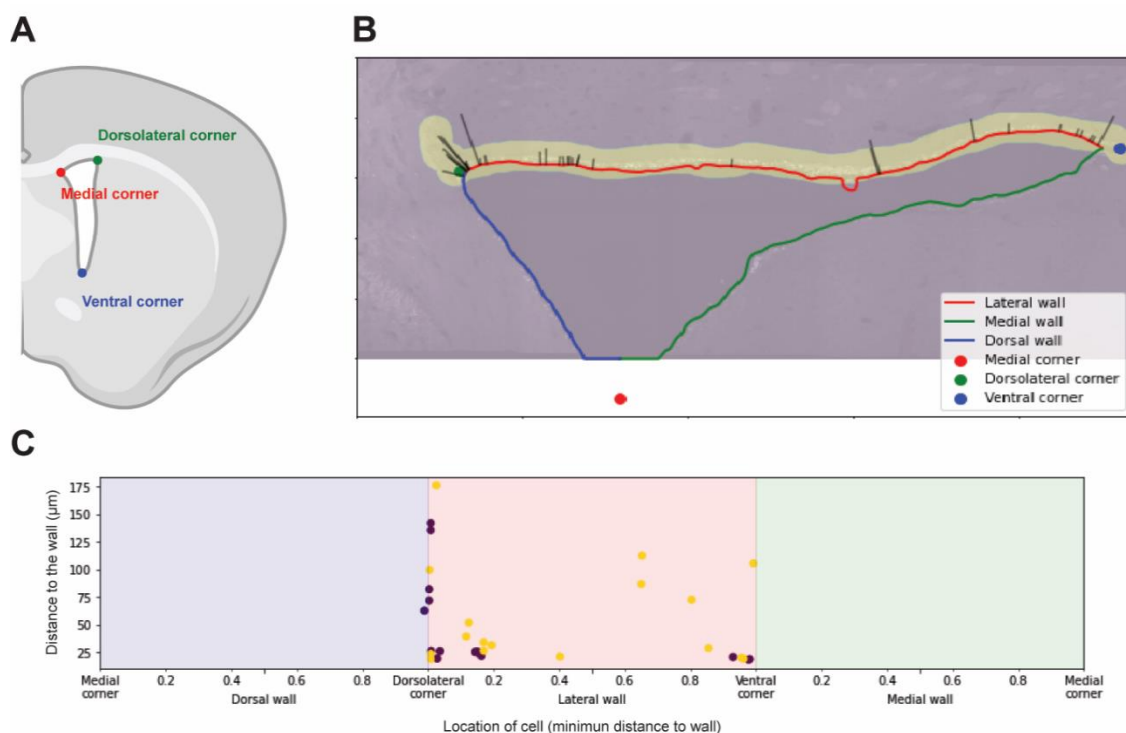 A
Dorsolateral corner
Medial corner
Ventral corner
B
Lateral wall
Medial wall
Dorsal wall
Medial corner
Dorsolateral corner
Ventral corner
C
Distance to the wall (μm)
175
150
125
100
75
50
25
Medial corner 0.2 0.4 0.6 0.8 Dorsolateral corner 0.2 0.4 0.6 0.8 Ventral corner 0.2 0.4 0.6 0.8 Medial corner
Dorsal wall Lateral wall Medial wall
Location of cell (minimun distance to wall)